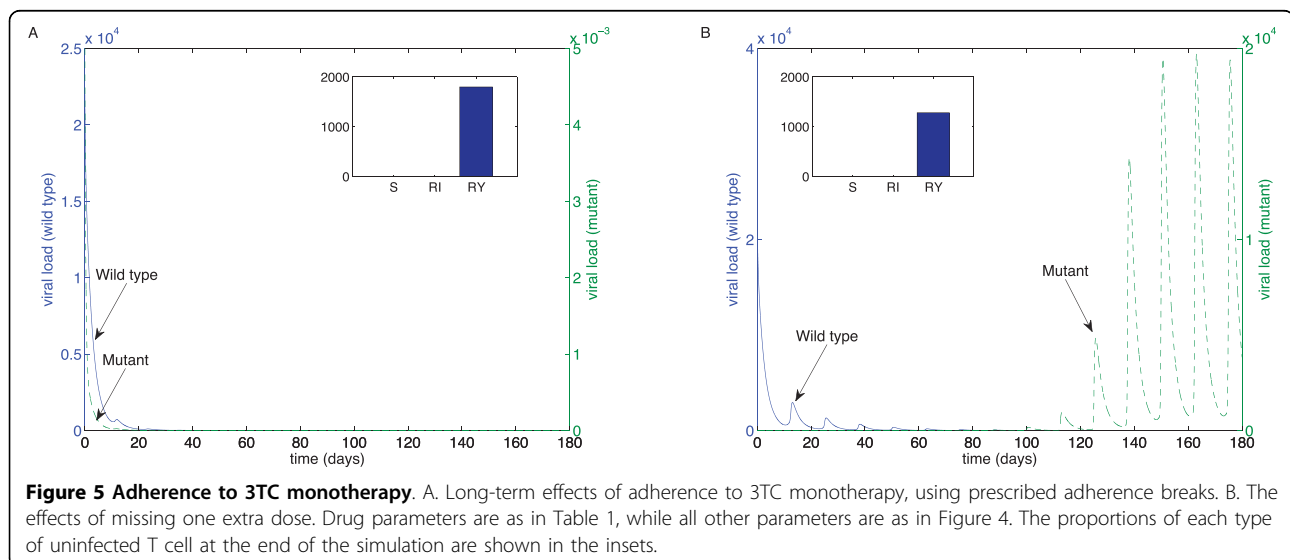 A
x 10⁴
x 10⁻³
2.5
2
1.5
1
0.5
0
viral load (wild type)
5
4
3
2
1
0
viral load (mutant)
2000
1000
0
S RI RY
Wild type
Mutant
0 20 40 60 80 100 120 140 160 180
time (days)
B
x 10⁴
x 10⁴
4
2
0
viral load (wild type)
2
1
0
viral load (mutant)
2000
1000
0
S RI RY
Wild type
Mutant
0 20 40 60 80 100 120 140 160 180
time (days)
Figure 5 Adherence to 3TC monotherapy. A. Long-term effects of adherence to 3TC monotherapy, using prescribed adherence breaks. B. The
effects of missing one extra dose. Drug parameters are as in Table 1, while all other parameters are as in Figure 4. The proportions of each type
of uninfected T cell at the end of the simulation are shown in the insets.